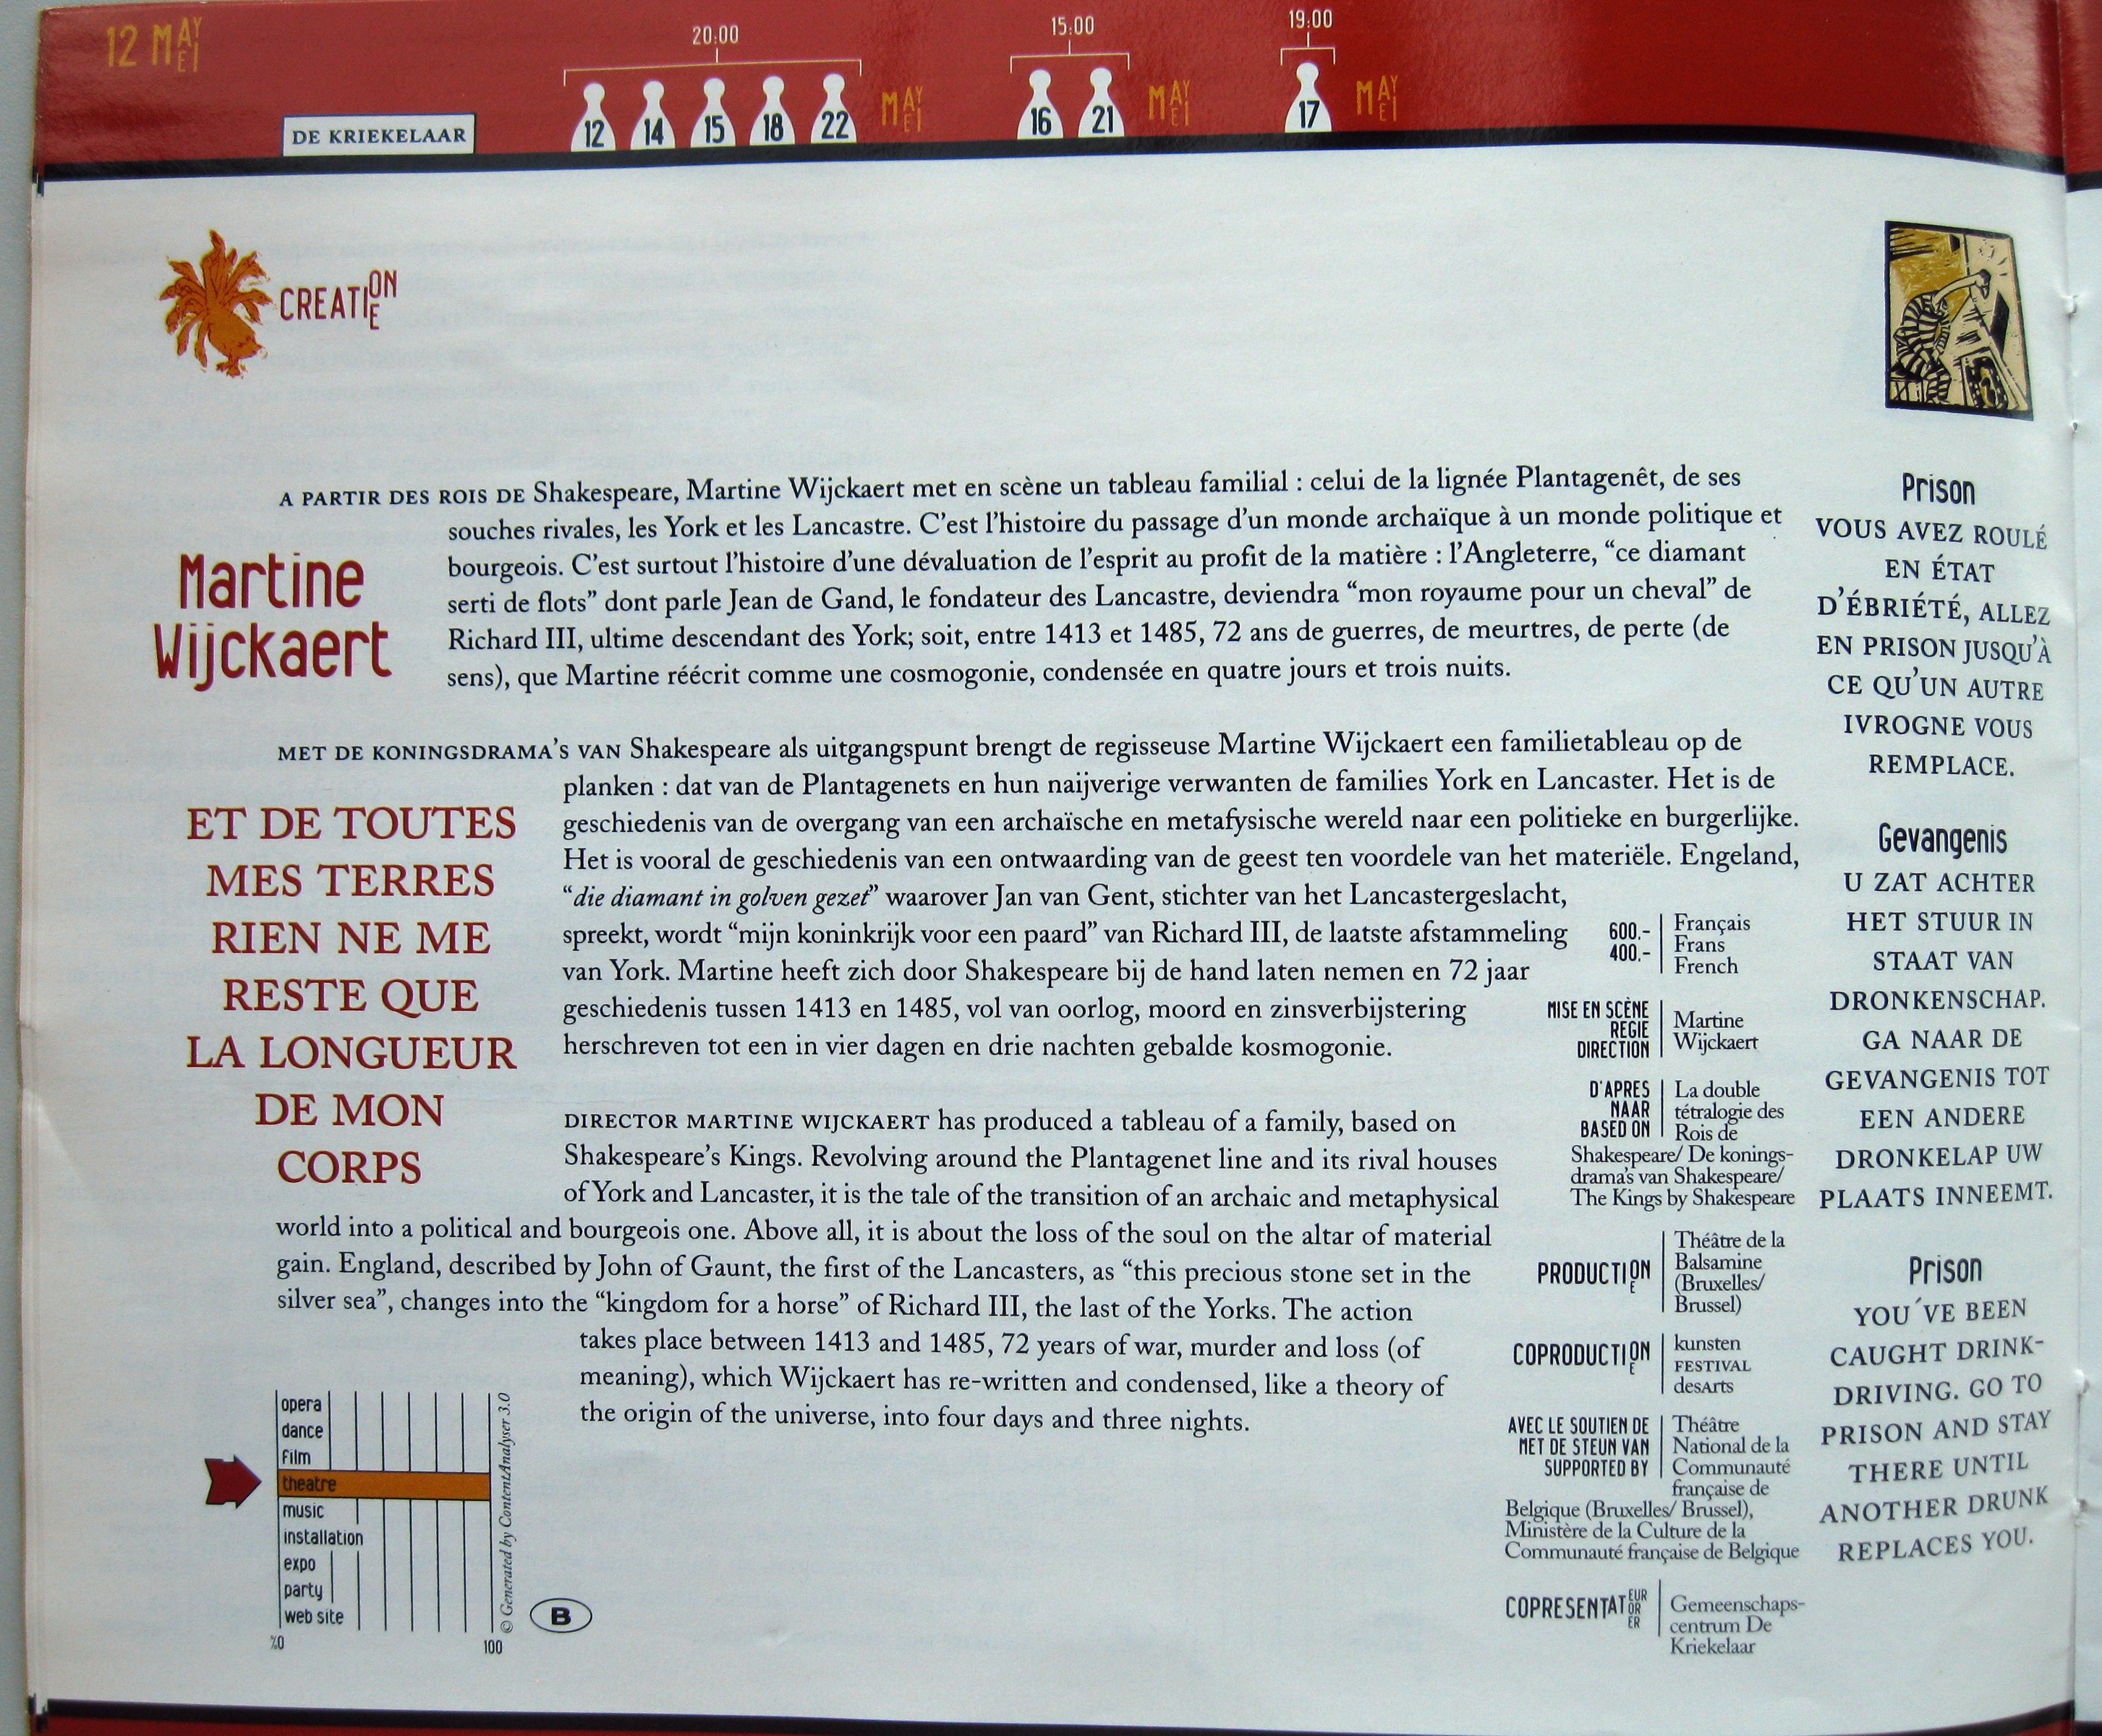 12 MAY MEI
DE KRIEKELAAR
20:00
12 14 15 18 22 MAY MEI
15:00
16 21 MAY MEI
19:00
17 MAY MEI
CREATION CREATIE
Martine
Wijckaert
ET DE TOUTES
MES TERRES
RIEN NE ME
RESTE QUE
LA LONGUEUR
DE MON
CORPS
A PARTIR DES ROIS DE Shakespeare, Martine Wijckaert met en scène un tableau familial : celui de la lignée Plantagenêt, de ses
souches rivales, les York et les Lancastre. C'est l'histoire du passage d'un monde archaïque à un monde politique et
bourgeois. C'est surtout l'histoire d'une dévaluation de l'esprit au profit de la matière : l'Angleterre, “ce diamant
serti de flots” dont parle Jean de Gand, le fondateur des Lancastre, deviendra “mon royaume pour un cheval” de
Richard III, ultime descendant des York; soit, entre 1413 et 1485, 72 ans de guerres, de meurtres, de perte (de
sens), que Martine réécrit comme une cosmogonie, condensée en quatre jours et trois nuits.
MET DE KONINGSDRAMA'S VAN Shakespeare als uitgangspunt brengt de regisseuse Martine Wijckaert een familietableau op de
planken : dat van de Plantagenets en hun naijverige verwanten de families York en Lancaster. Het is de
geschiedenis van de overgang van een archaïsche en metafysische wereld naar een politieke en burgerlijke.
Het is vooral de geschiedenis van een ontwaarding van de geest ten voordele van het materiële. Engeland,
“die diamant in golven gezet” waarover Jan van Gent, stichter van het Lancastergeslacht,
spreekt, wordt “mijn koninkrijk voor een paard” van Richard III, de laatste afstammeling
van York. Martine heeft zich door Shakespeare bij de hand laten nemen en 72 jaar
geschiedenis tussen 1413 en 1485, vol van oorlog, moord en zinsverbijstering
herschreven tot een in vier dagen en drie nachten gebalde kosmogonie.
DIRECTOR MARTINE WIJCKAERT has produced a tableau of a family, based on
Shakespeare's Kings. Revolving around the Plantagenet line and its rival houses
of York and Lancaster, it is the tale of the transition of an archaic and metaphysical
world into a political and bourgeois one. Above all, it is about the loss of the soul on the altar of material
gain. England, described by John of Gaunt, the first of the Lancasters, as “this precious stone set in the
silver sea”, changes into the “kingdom for a horse” of Richard III, the last of the Yorks. The action
takes place between 1413 and 1485, 72 years of war, murder and loss (of
meaning), which Wijckaert has re-written and condensed, like a theory of
the origin of the universe, into four days and three nights.
opera
dance
film
theatre
music
installation
expo
party
web site
%0
100
© Generated by ContentAnalyser 3.0
B
600.-
400.-
Français
Frans
French
MISE EN SCÈNE
REGIE
DIRECTION
Martine
Wijckaert
D'APRES
NAAR
BASED ON
La double
tétralogie des
Rois de
Shakespeare/ De konings-
drama's van Shakespeare/
The Kings by Shakespeare
PRODUCTION PRODUCTIE
Théâtre de la
Balsamine
(Bruxelles/
Brussel)
COPRODUCTION COPRODUCTIE
kunsten
FESTIVAL
desArts
AVEC LE SOUTIEN DE
MET DE STEUN VAN
SUPPORTED BY
Théâtre
National de la
Communauté
française de
Belgique (Bruxelles/ Brussel),
Ministère de la Culture de la
Communauté française de Belgique
COPRESENTATEUR OR ER
Gemeenschaps-
centrum De
Kriekelaar
Prison
VOUS AVEZ ROULÉ
EN ÉTAT
D'ÉBRIÉTÉ, ALLEZ
EN PRISON JUSQU'À
CE QU'UN AUTRE
IVROGNE VOUS
REMPLACE.
Gevangenis
U ZAT ACHTER
HET STUUR IN
STAAT VAN
DRONKENSCHAP.
GA NAAR DE
GEVANGENIS TOT
EEN ANDERE
DRONKELAP UW
PLAATS INNEEMT.
Prison
YOU´VE BEEN
CAUGHT DRINK-
DRIVING. GO TO
PRISON AND STAY
THERE UNTIL
ANOTHER DRUNK
REPLACES YOU.